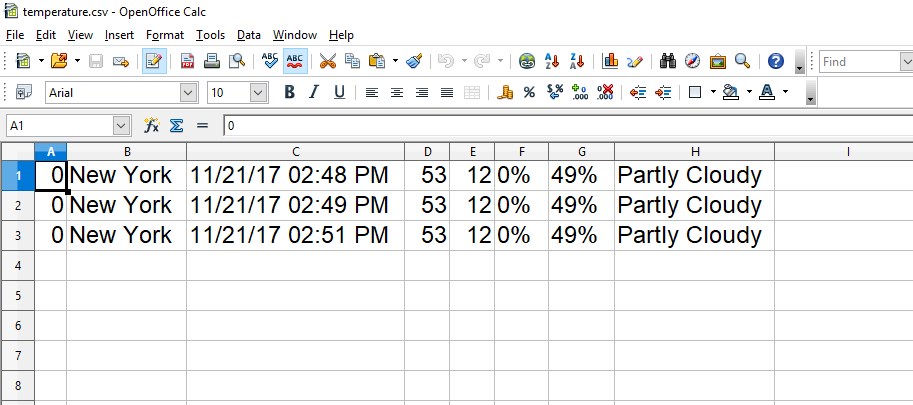 temperature.csv - OpenOffice Calc
File Edit View Insert Format Tools Data Window Help
ABC ABC PDF Find
Arial 10 B I U
A1 0
A B C D E F G H I
1 0 New York 11/21/17 02:48 PM 53 12 0% 49% Partly Cloudy
2 0 New York 11/21/17 02:49 PM 53 12 0% 49% Partly Cloudy
3 0 New York 11/21/17 02:51 PM 53 12 0% 49% Partly Cloudy
4
5
6
7
8